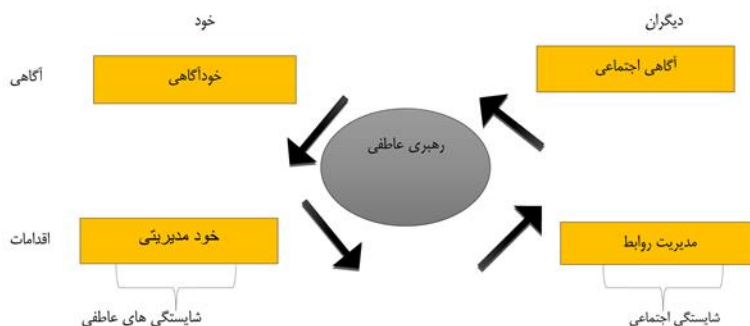 دیگران
خود
آگاهی اجتماعی
خودآگاهی
آگاهی
رهبری عاطفی
مدیریت روابط
خود مدیریتی
اقدامات
شایستگی اجتماعی
شایستگی های عاطفی